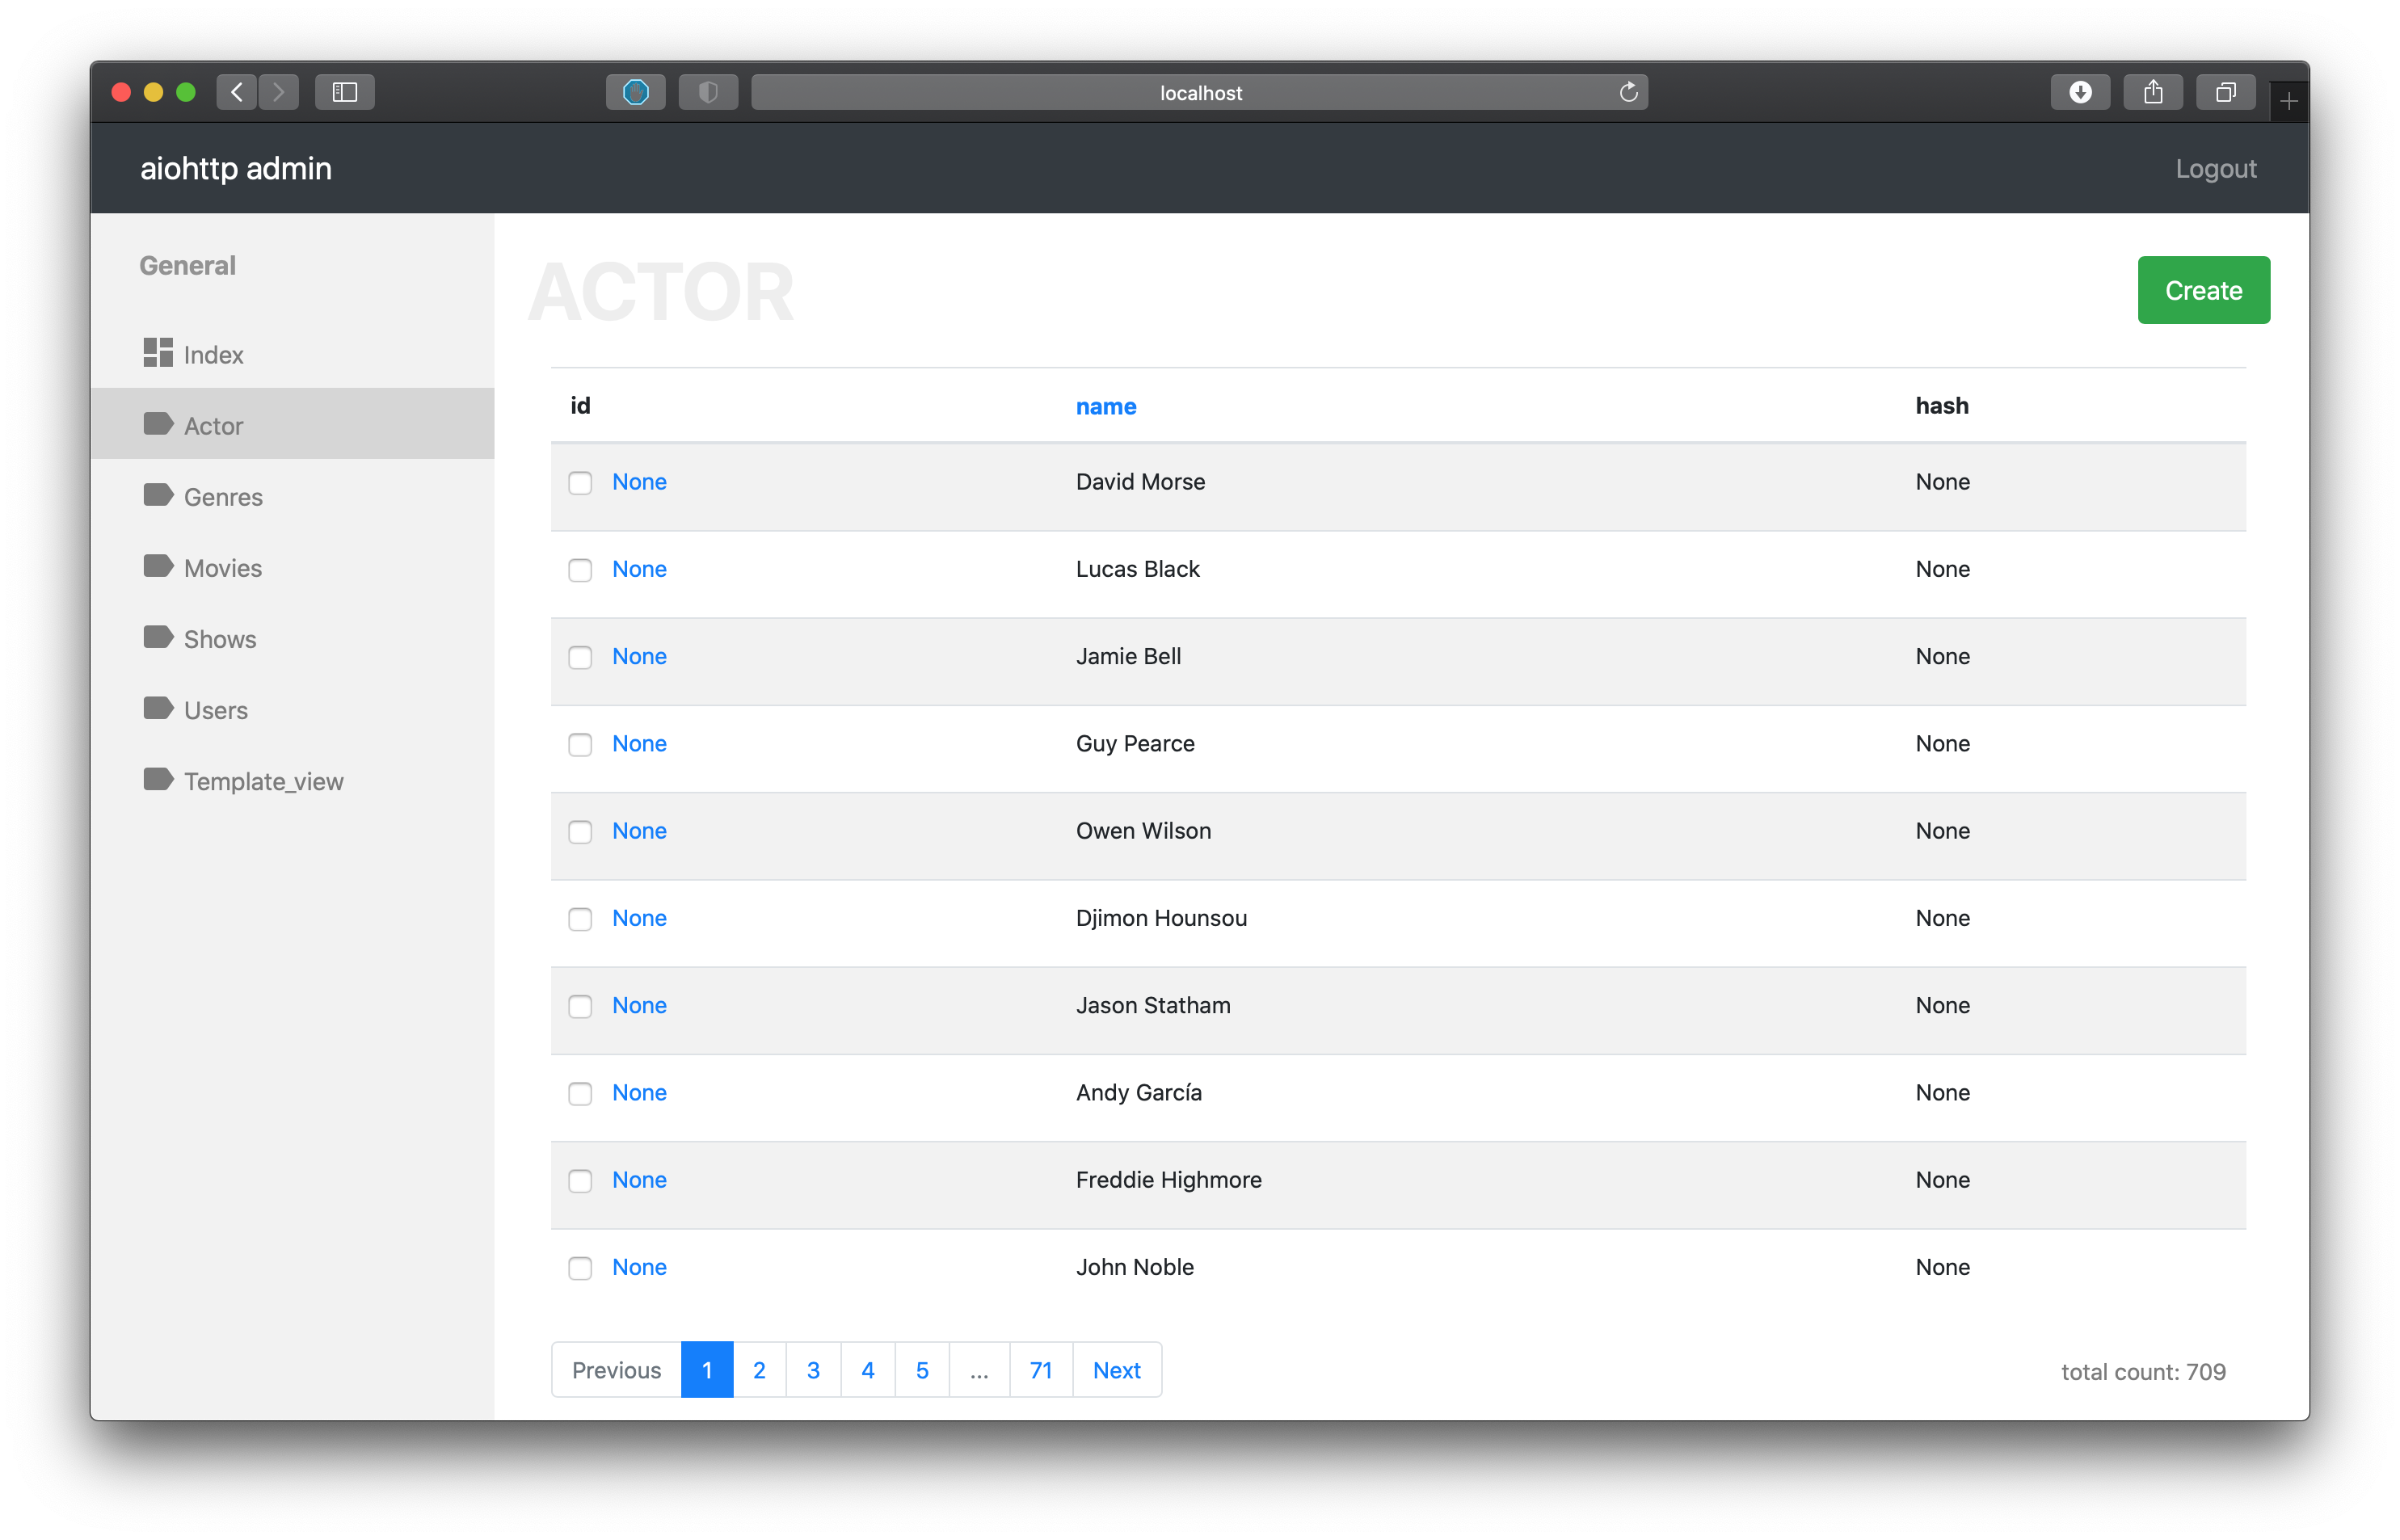 localhost
aiohttp admin
Logout
General
Index
Actor
Genres
Movies
Shows
Users
Template_view
ACTOR
Create
id name hash
None David Morse None
None Lucas Black None
None Jamie Bell None
None Guy Pearce None
None Owen Wilson None
None Djimon Hounsou None
None Jason Statham None
None Andy García None
None Freddie Highmore None
None John Noble None
Previous 1 2 3 4 5 ... 71 Next
total count: 709